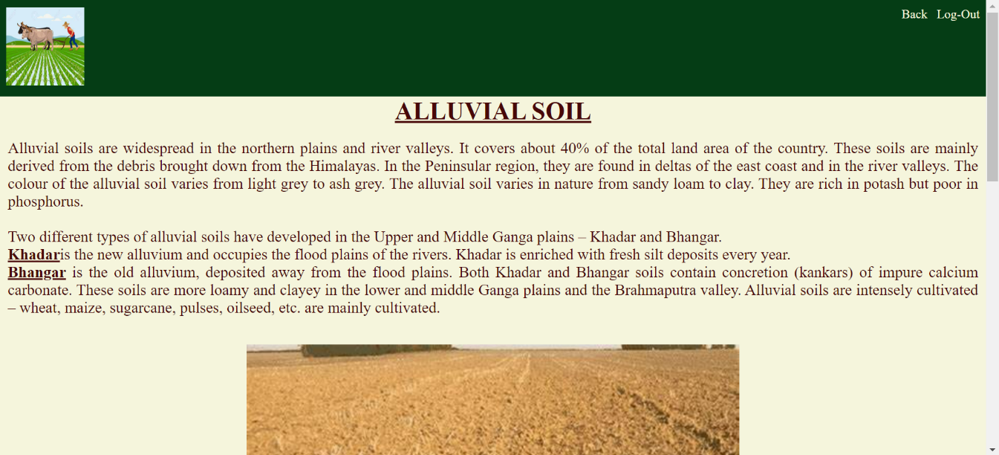 Back Log-Out
ALLUVIAL SOIL
Alluvial soils are widespread in the northern plains and river valleys. It covers about 40% of the total land area of the country. These soils are mainly
derived from the debris brought down from the Himalayas. In the Peninsular region, they are found in deltas of the east coast and in the river valleys. The
colour of the alluvial soil varies from light grey to ash grey. The alluvial soil varies in nature from sandy loam to clay. They are rich in potash but poor in
phosphorus.
Two different types of alluvial soils have developed in the Upper and Middle Ganga plains – Khadar and Bhangar.
Khadaris the new alluvium and occupies the flood plains of the rivers. Khadar is enriched with fresh silt deposits every year.
Bhangar is the old alluvium, deposited away from the flood plains. Both Khadar and Bhangar soils contain concretion (kankars) of impure calcium
carbonate. These soils are more loamy and clayey in the lower and middle Ganga plains and the Brahmaputra valley. Alluvial soils are intensely cultivated
– wheat, maize, sugarcane, pulses, oilseed, etc. are mainly cultivated.